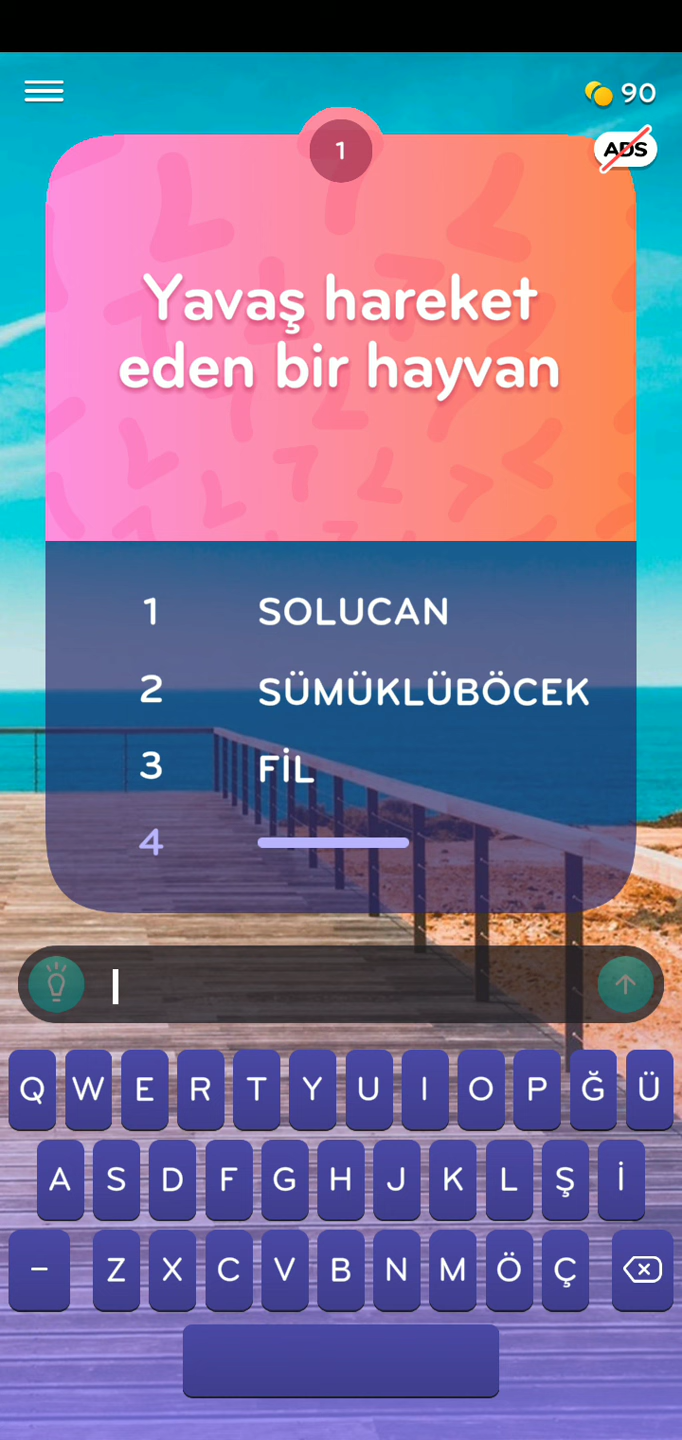 90
1
ADS
Yavaş hareket
eden bir hayvan
1 SOLUCAN
2 SÜMÜKLÜBÖCEK
3 FİL
4
Q W E R T Y U I O P Ğ Ü
A S D F G H J K L Ş İ
- Z X C V B N M Ö Ç